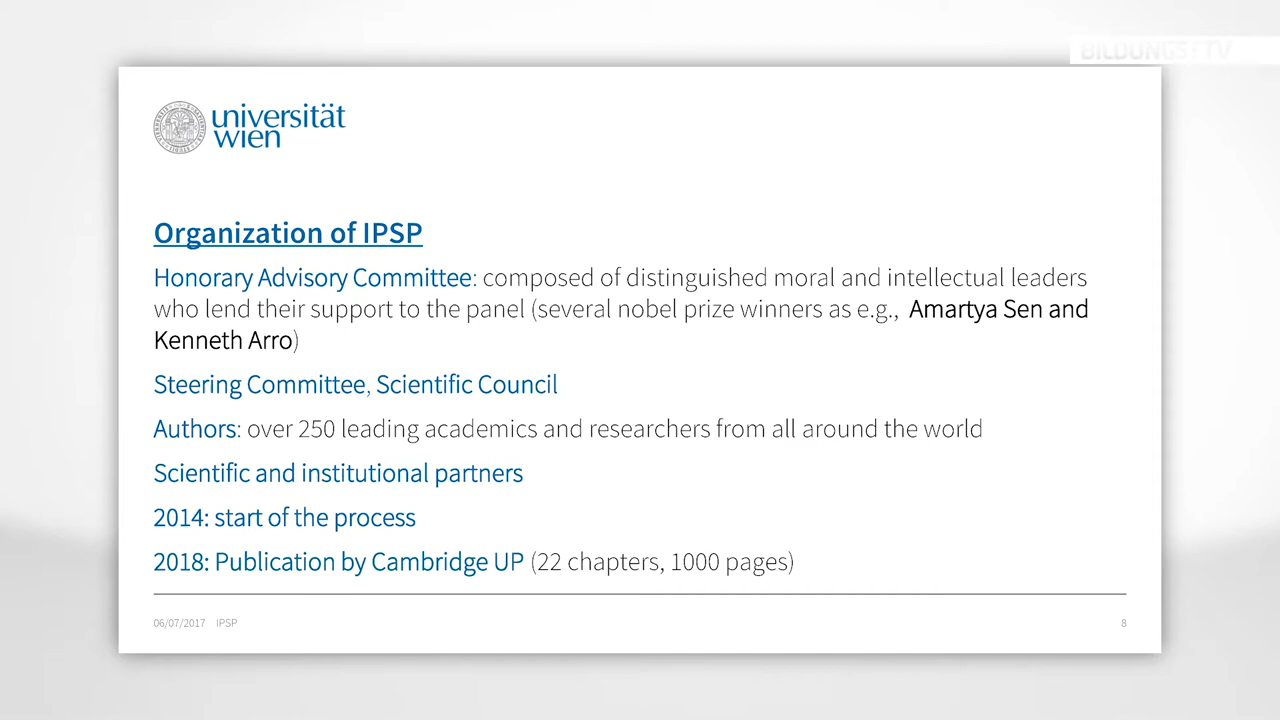 BILDUNGS-TV
universität
wien
Organization of IPSP
Honorary Advisory Committee: composed of distinguished moral and intellectual leaders
who lend their support to the panel (several nobel prize winners as e.g., Amartya Sen and
Kenneth Arro)
Steering Committee, Scientific Council
Authors: over 250 leading academics and researchers from all around the world
Scientific and institutional partners
2014: start of the process
2018: Publication by Cambridge UP (22 chapters, 1000 pages)
06/07/2017 IPSP 8